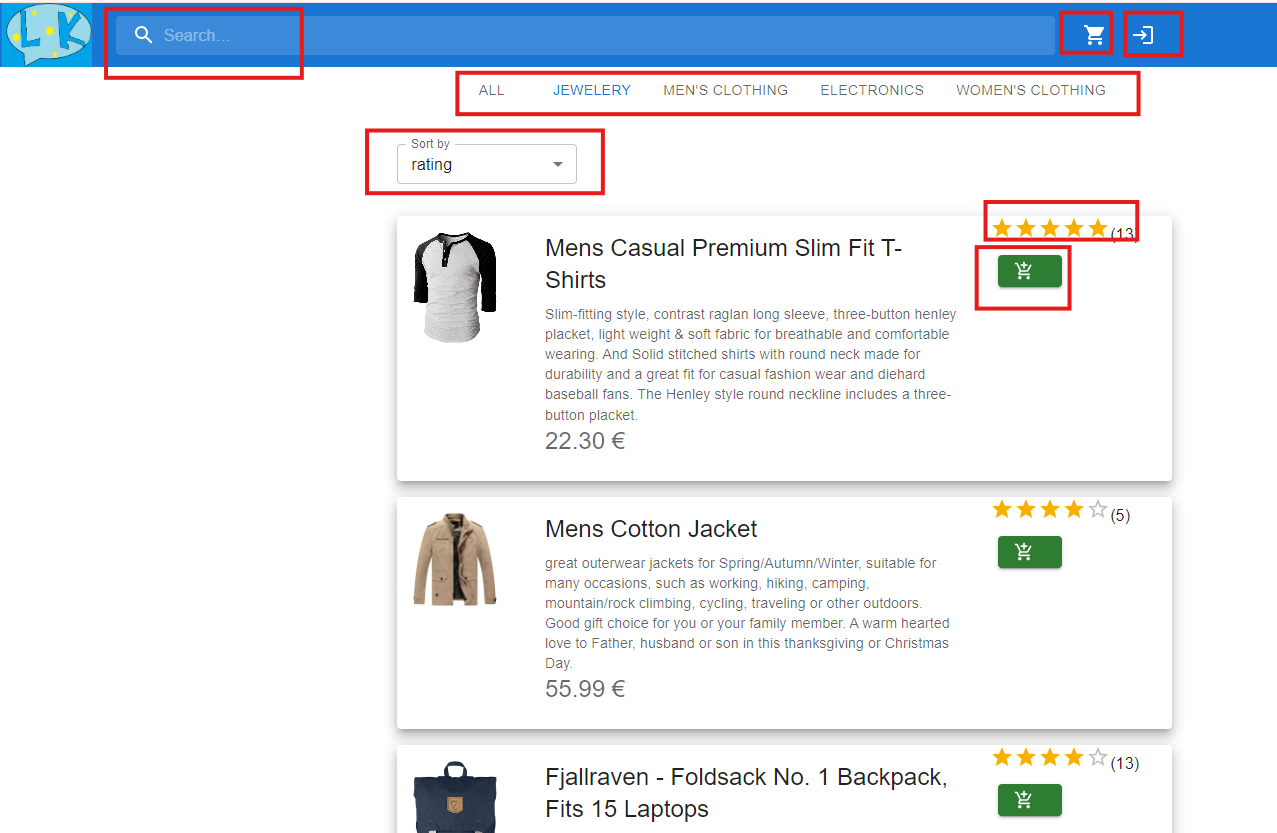 LK
Search...
ALL JEWELERY MEN'S CLOTHING ELECTRONICS WOMEN'S CLOTHING
Sort by
rating
(13)
Mens Casual Premium Slim Fit T-
Shirts
Slim-fitting style, contrast raglan long sleeve, three-button henley
placket, light weight & soft fabric for breathable and comfortable
wearing. And Solid stitched shirts with round neck made for
durability and a great fit for casual fashion wear and diehard
baseball fans. The Henley style round neckline includes a three-
button placket.
22.30 €
(5)
Mens Cotton Jacket
great outerwear jackets for Spring/Autumn/Winter, suitable for
many occasions, such as working, hiking, camping,
mountain/rock climbing, cycling, traveling or other outdoors.
Good gift choice for you or your family member. A warm hearted
love to Father, husband or son in this thanksgiving or Christmas
Day.
55.99 €
(13)
Fjallraven - Foldsack No. 1 Backpack,
Fits 15 Laptops